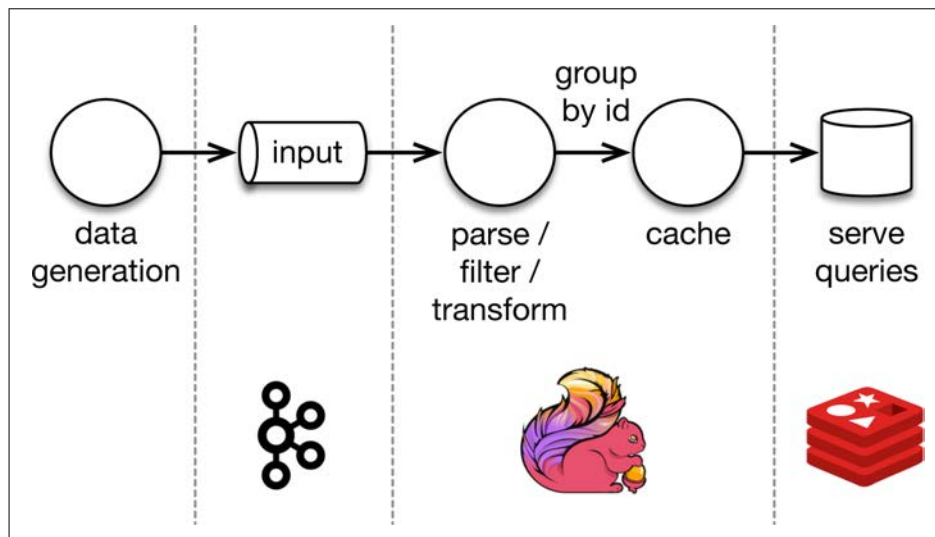 group
by id
input
data
generation
parse /
filter /
transform
cache
serve
queries